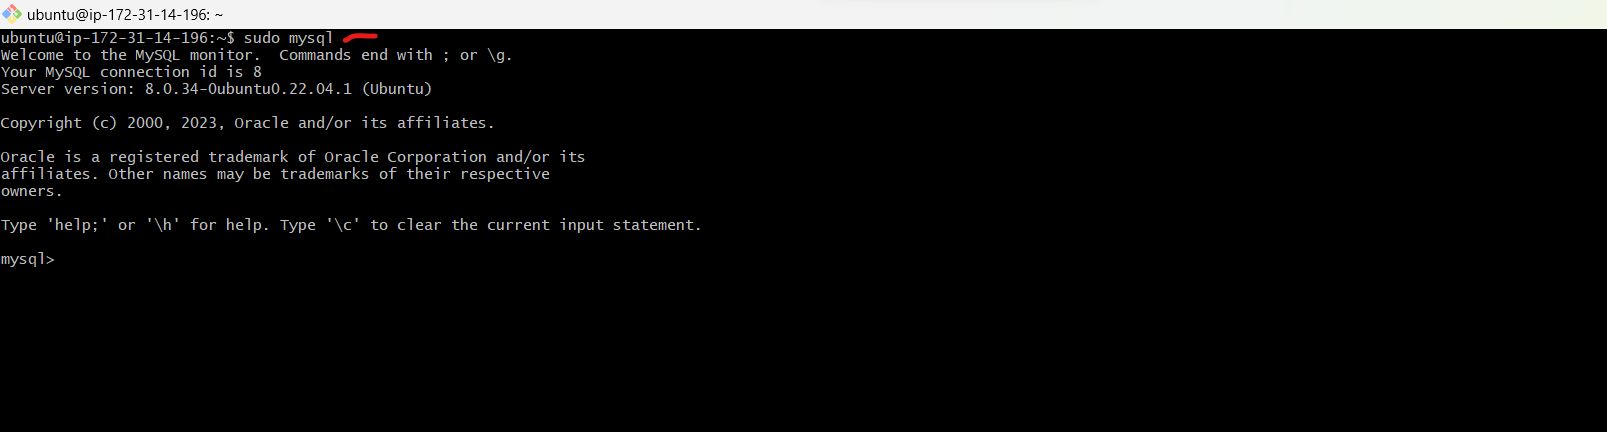 ubuntu@ip-172-31-14-196: ~
ubuntu@ip-172-31-14-196:~$ sudo mysql
Welcome to the MySQL monitor.  Commands end with ; or \g.
Your MySQL connection id is 8
Server version: 8.0.34-0ubuntu0.22.04.1 (Ubuntu)
Copyright (c) 2000, 2023, Oracle and/or its affiliates.
Oracle is a registered trademark of Oracle Corporation and/or its
affiliates. Other names may be trademarks of their respective
owners.
Type 'help;' or '\h' for help. Type '\c' to clear the current input statement.
mysql>